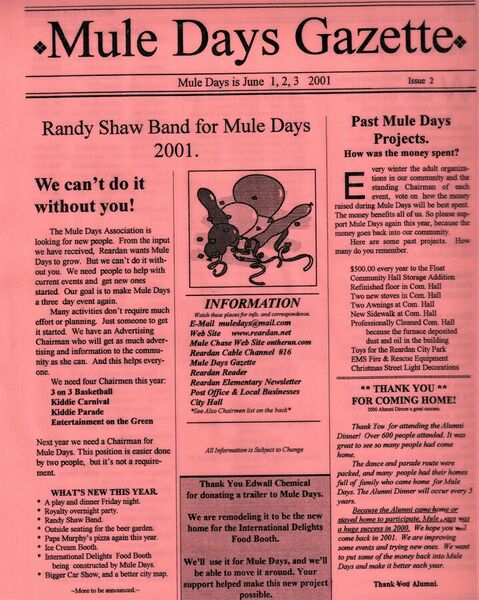 Mule Days Gazette
Mule Days is June 1, 2, 3 2001
Issue 2
Randy Shaw Band for Mule Days
2001.
We can't do it
without you!
The Mule Days Association is
looking for new people. From the input
we have received, Reardan wants Mule
Days to grow. But we can't do it with-
out you. We need people to help with
current events and get new ones
started. Our goal is to make Mule Days
a three day event again.
Many activities don't require much
effort or planning. Just someone to get
it started. We have an Advertising
Chairman who will get as much adver-
tising and information to the commu-
nity as she can. And this helps every-
one.
We need four Chairmen this year:
3 on 3 Basketball
Kiddie Carnival
Kiddie Parade
Entertainment on the Green
Next year we need a Chairman for
Mule Days. This position is easier done
by two people, but it's not a require-
ment.
WHAT'S NEW THIS YEAR.
* A play and dinner Friday night.
* Royalty overnight party.
* Randy Shaw Band.
* Outside seating for the beer garden.
* Papa Murphy's pizza again this year.
* Ice Cream Booth.
* International Delights Food Booth
being constructed by Mule Days.
* Bigger Car Show, and a better city map.
~More to be announced.~
INFORMATION
Watch these places for info. and correspondence.
E-Mail muledays@mail.com
Web Site www.reardan.net
Mule Chase Web Site ontherun.com
Reardan Cable Channel #16
Mule Days Gazette
Reardan Reader
Reardan Elementary Newsletter
Post Office & Local Businesses
City Hall
*See Also Chairmen list on the back*
All Information is Subject to Change
Thank You Edwall Chemical
for donating a trailer to Mule Days.
We are remodeling it to be the new
home for the International Delights
Food Booth.
We'll use it for Mule Days, and we'll
be able to move it around. Your
support helped make this new project
possible.
Past Mule Days
Projects.
How was the money spent?
Every winter the adult organiza-
tions in our community and the
standing Chairman of each
event, vote on how the money
raised during Mule Days will be best spent.
The money benefits all of us. So please sup-
port Mule Days again this year, because the
money goes back into our community.
Here are some past projects. How
many do you remember.
$500.00 every year to the Float
Community Hall Storage Addition
Refinished floor in Com. Hall
Two new stoves in Com. Hall
Two Awnings at Com. Hall
New Sidewalk at Com. Hall
Professionally Cleaned Com. Hall
because the furnace deposited
dust and oil in the building
Toys for the Reardan City Park
EMS Fire & Rescue Equipment
Christmas Street Light Decorations
** THANK YOU **
FOR COMING HOME!
2000 Alumni Dinner a great success.
Thank You for attending the Alumni
Dinner! Over 600 people attended. It was
great to see so many people had come
home.
The dance and parade route were
packed, and many people had their homes
full of family who came home for Mule
Days. The Alumni Dinner will occur every 5
years.
Because the Alumni came home or
stayed home to participate, Mule Days was
a huge success in 2000. We hope you will
come back in 2001. We are improving
some events and trying new ones. We want
to put some of the money back into Mule
Days and make it better each year.
Thank You Alumni.